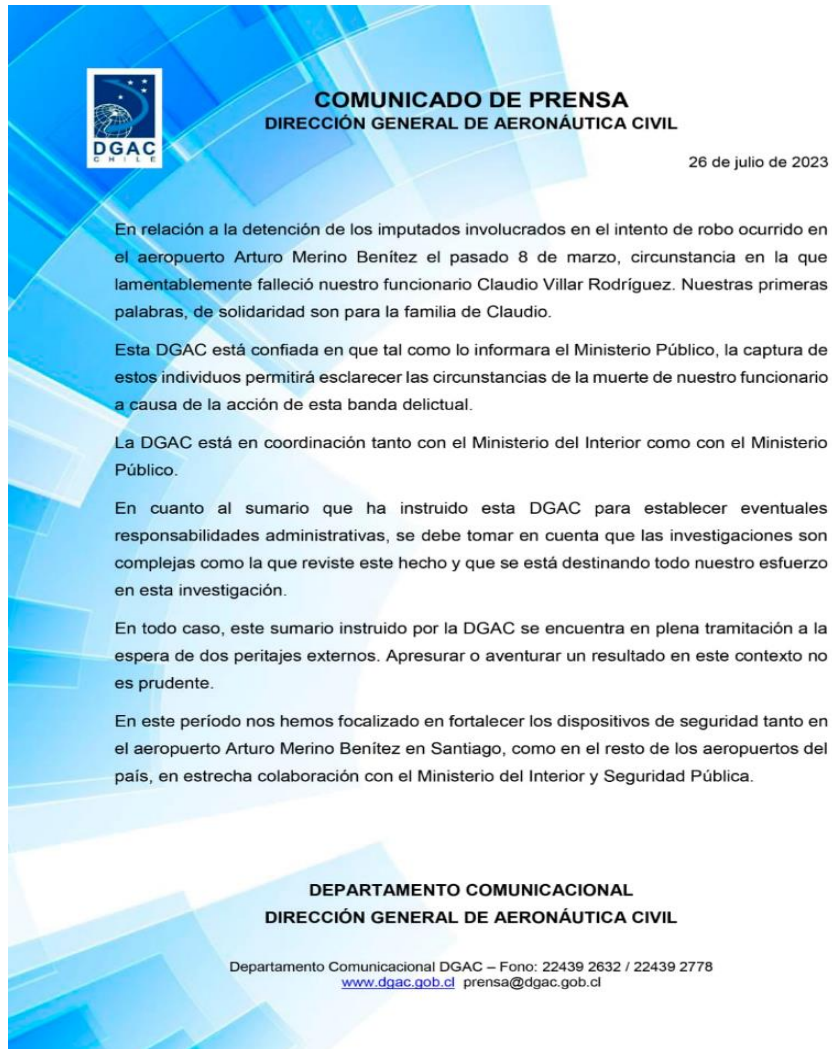 DGAC
CHILE
COMUNICADO DE PRENSA
DIRECCIÓN GENERAL DE AERONÁUTICA CIVIL
26 de julio de 2023
En relación a la detención de los imputados involucrados en el intento de robo ocurrido en
el aeropuerto Arturo Merino Benítez el pasado 8 de marzo, circunstancia en la que
lamentablemente falleció nuestro funcionario Claudio Villar Rodríguez. Nuestras primeras
palabras, de solidaridad son para la familia de Claudio.
Esta DGAC está confiada en que tal como lo informara el Ministerio Público, la captura de
estos individuos permitirá esclarecer las circunstancias de la muerte de nuestro funcionario
a causa de la acción de esta banda delictual.
La DGAC está en coordinación tanto con el Ministerio del Interior como con el Ministerio
Público.
En cuanto al sumario que ha instruido esta DGAC para establecer eventuales
responsabilidades administrativas, se debe tomar en cuenta que las investigaciones son
complejas como la que reviste este hecho y que se está destinando todo nuestro esfuerzo
en esta investigación.
En todo caso, este sumario instruido por la DGAC se encuentra en plena tramitación a la
espera de dos peritajes externos. Apresurar o aventurar un resultado en este contexto no
es prudente.
En este período nos hemos focalizado en fortalecer los dispositivos de seguridad tanto en
el aeropuerto Arturo Merino Benítez en Santiago, como en el resto de los aeropuertos del
país, en estrecha colaboración con el Ministerio del Interior y Seguridad Pública.
DEPARTAMENTO COMUNICACIONAL
DIRECCIÓN GENERAL DE AERONÁUTICA CIVIL
Departamento Comunicacional DGAC – Fono: 22439 2632 / 22439 2778
www.dgac.gob.cl prensa@dgac.gob.cl